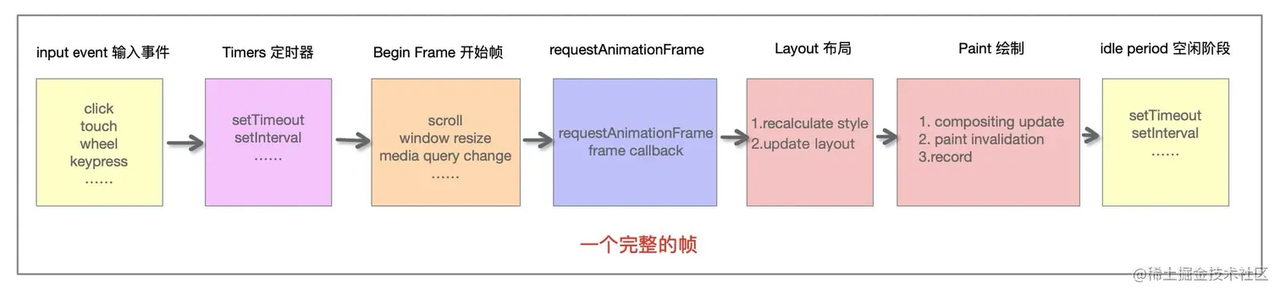 input event 输入事件
Timers 定时器
Begin Frame 开始帧
requestAnimationFrame
Layout 布局
Paint 绘制
idle period 空闲阶段
click
touch
wheel
keypress
……
setTimeout
setInterval
……
scroll
window resize
media query change
……
requestAnimationFrame
frame callback
1.recalculate style
2.update layout
1. compositing update
2. paint invalidation
3.record
setTimeout
setInterval
……
一个完整的帧
@稀土掘金技术社区